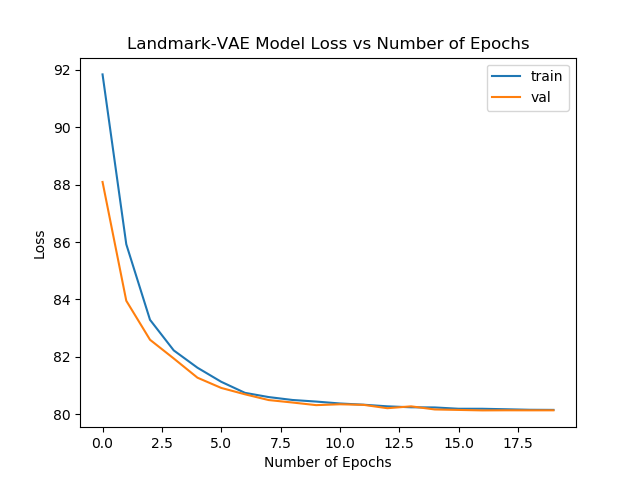 Landmark-VAE Model Loss vs Number of Epochs
train
val
Loss
92
90
88
86
84
82
80
0.0 2.5 5.0 7.5 10.0 12.5 15.0 17.5
Number of Epochs